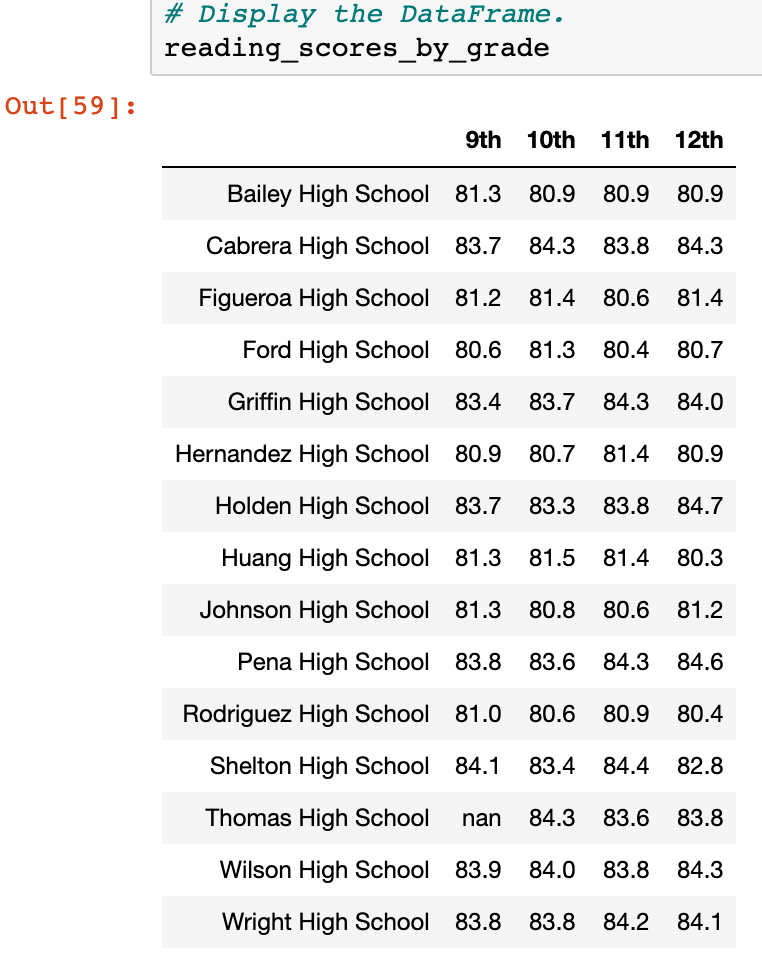 # Display the DataFrame.
reading_scores_by_grade
Out[59]:
9th 10th 11th 12th
Bailey High School 81.3 80.9 80.9 80.9
Cabrera High School 83.7 84.3 83.8 84.3
Figueroa High School 81.2 81.4 80.6 81.4
Ford High School 80.6 81.3 80.4 80.7
Griffin High School 83.4 83.7 84.3 84.0
Hernandez High School 80.9 80.7 81.4 80.9
Holden High School 83.7 83.3 83.8 84.7
Huang High School 81.3 81.5 81.4 80.3
Johnson High School 81.3 80.8 80.6 81.2
Pena High School 83.8 83.6 84.3 84.6
Rodriguez High School 81.0 80.6 80.9 80.4
Shelton High School 84.1 83.4 84.4 82.8
Thomas High School nan 84.3 83.6 83.8
Wilson High School 83.9 84.0 83.8 84.3
Wright High School 83.8 83.8 84.2 84.1